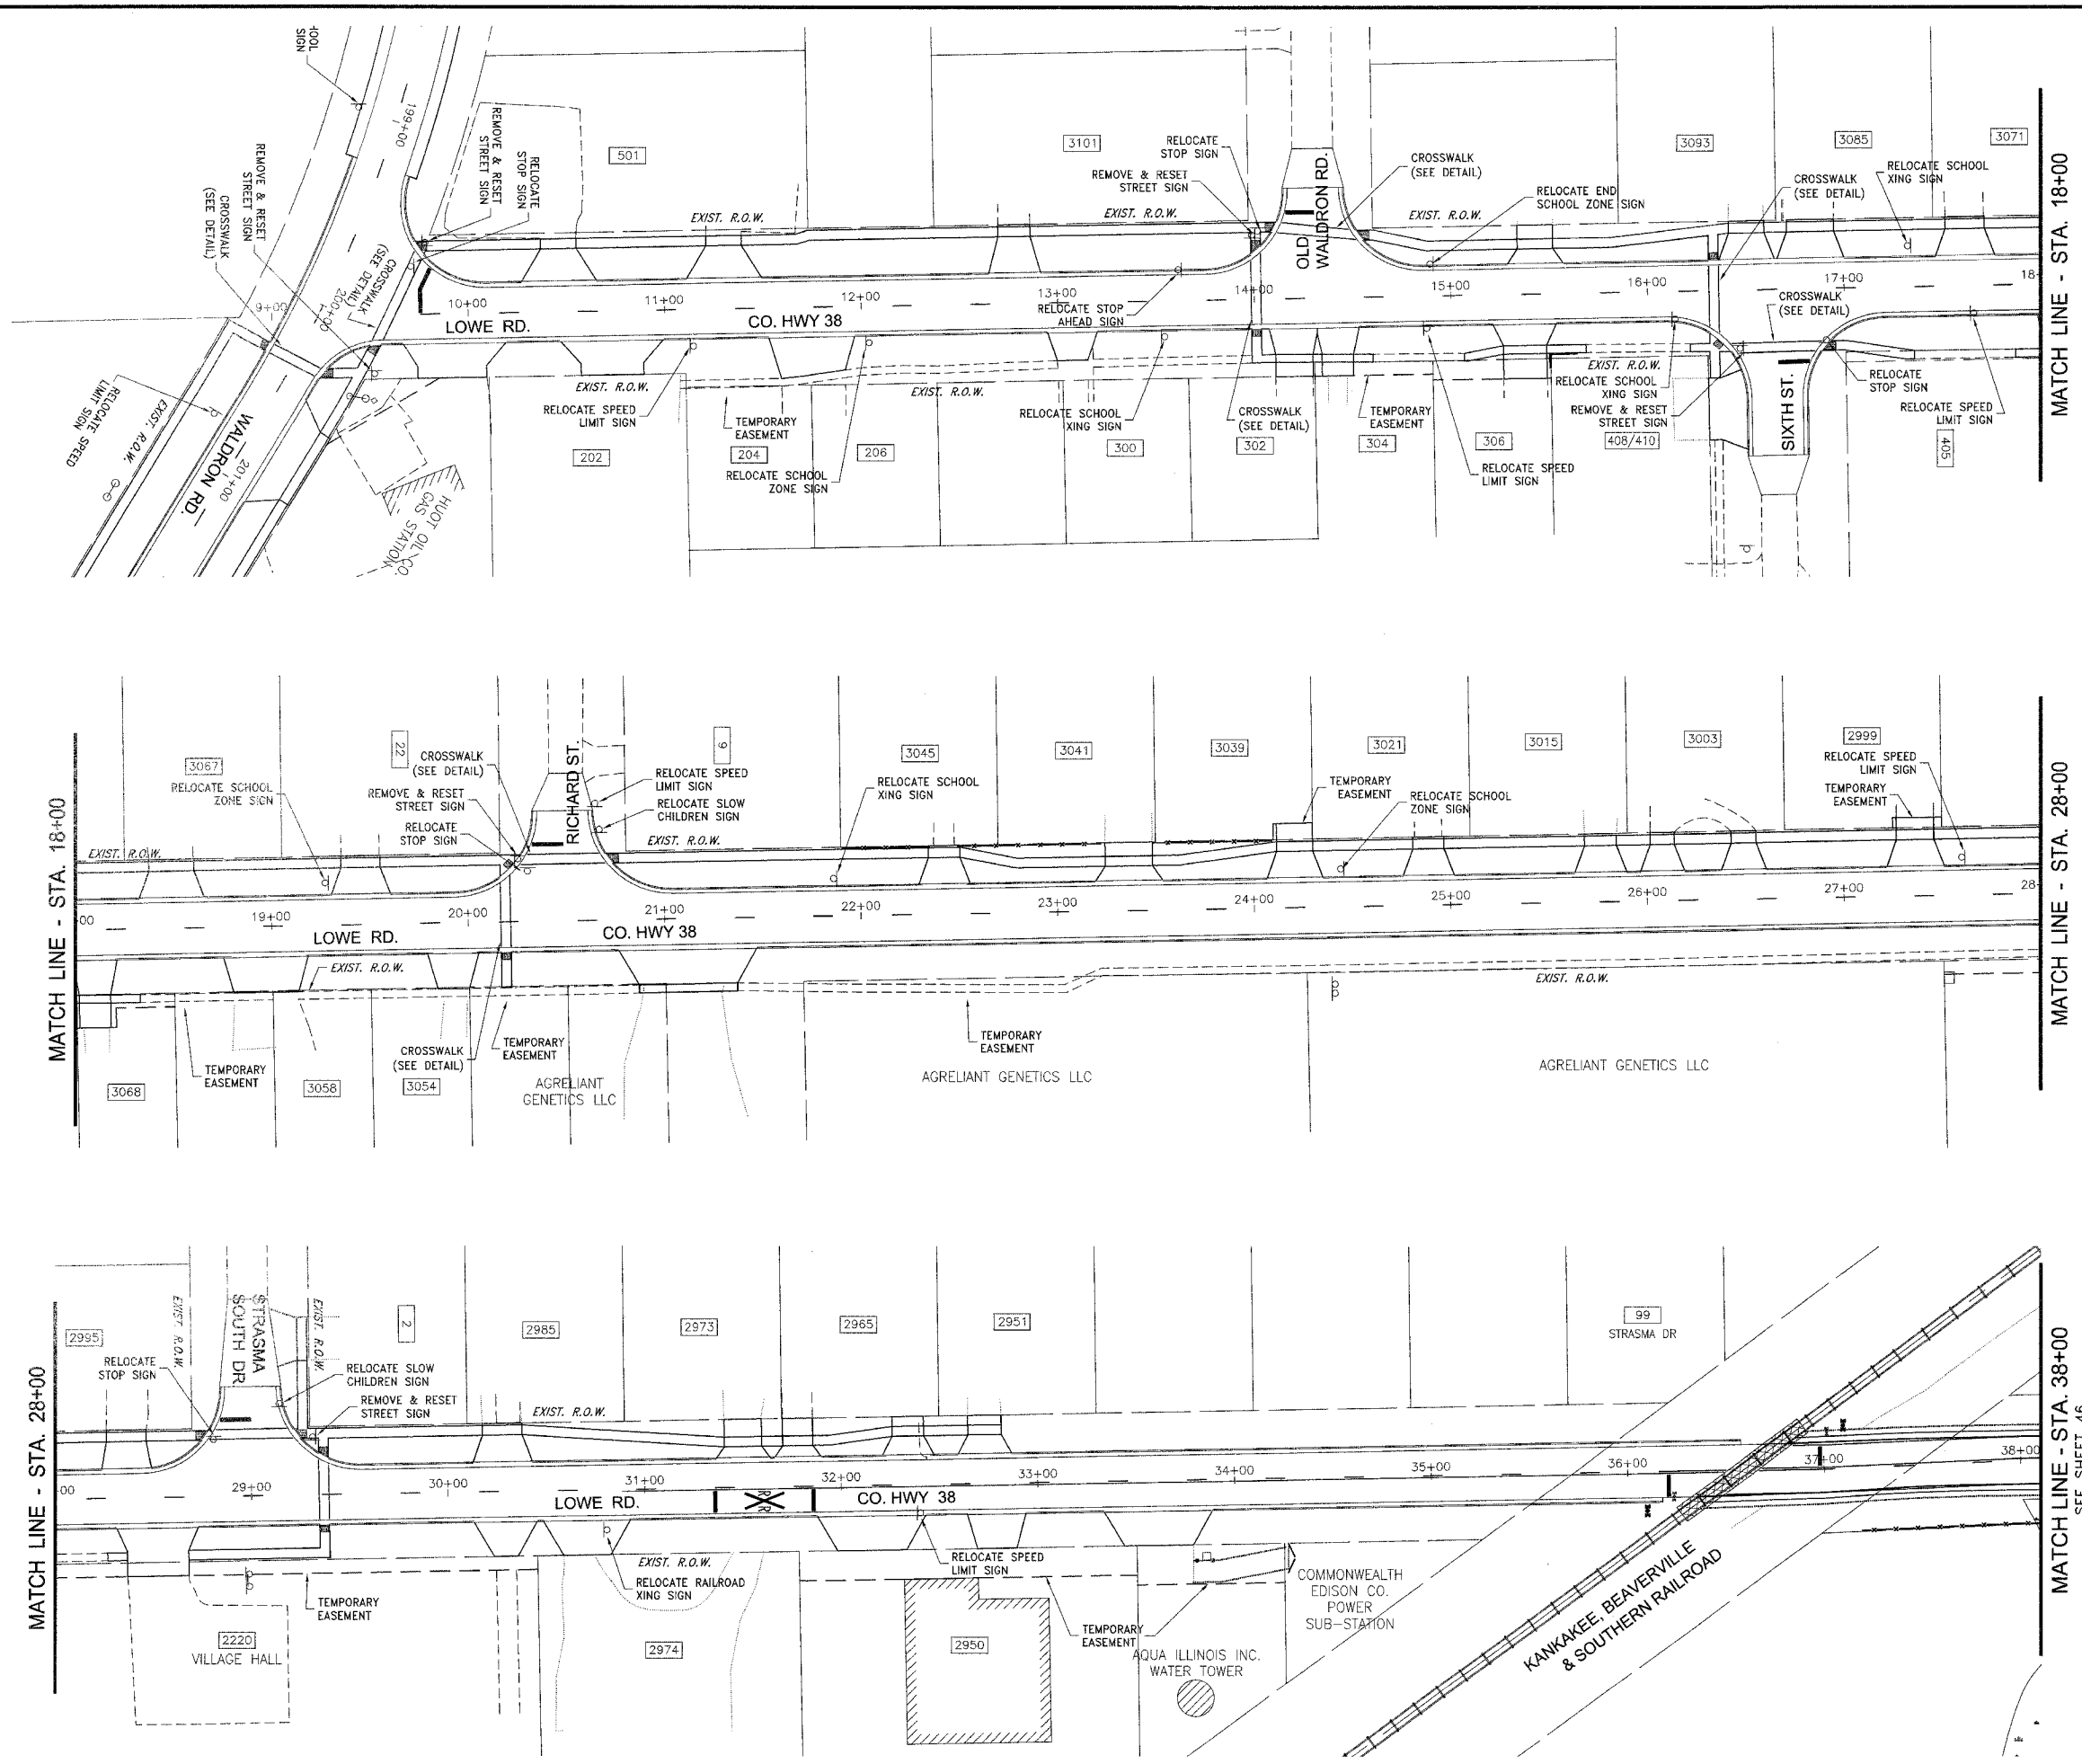 HOOL
SIGN
199+00
REMOVE & RESET
STREET SIGN
CROSSWALK
(SEE DETAIL)
REMOVE & RESET
STREET SIGN
RELOCATE
STOP SIGN
501
3101
RELOCATE
STOP SIGN
REMOVE & RESET
STREET SIGN
OLD
WALDRON RD.
CROSSWALK
(SEE DETAIL)
RELOCATE END
SCHOOL ZONE SIGN
3093
CROSSWALK
(SEE DETAIL)
3085
RELOCATE SCHOOL
XING SIGN
3071
MATCH LINE - STA. 18+00
EXIST. R.O.W.
EXIST. R.O.W.
EXIST. R.O.W.
CROSSWALK
(SEE DETAIL)
200+00
9+00
10+00
11+00
12+00
13+00
14+00
15+00
16+00
17+00
18
LOWE RD.
CO. HWY 38
RELOCATE STOP
AHEAD SIGN
CROSSWALK
(SEE DETAIL)
RELOCATE SPEED
LIMIT SIGN
EXIST. R.O.W.
WALDRON RD.
201+00
HUOT OIL CO.
GAS STATION
EXIST. R.O.W.
RELOCATE SPEED
LIMIT SIGN
202
TEMPORARY
EASEMENT
204
RELOCATE SCHOOL
ZONE SIGN
206
EXIST. R.O.W.
RELOCATE SCHOOL
XING SIGN
300
CROSSWALK
(SEE DETAIL)
302
TEMPORARY
EASEMENT
304
306
RELOCATE SPEED
LIMIT SIGN
EXIST. R.O.W.
RELOCATE SCHOOL
XING SIGN
REMOVE & RESET
STREET SIGN
408/410
SIXTH ST.
RELOCATE
STOP SIGN
RELOCATE SPEED
LIMIT SIGN
405
MATCH LINE - STA. 18+00
3067
RELOCATE SCHOOL
ZONE SIGN
22
CROSSWALK
(SEE DETAIL)
REMOVE & RESET
STREET SIGN
RELOCATE
STOP SIGN
RICHARD ST.
9
RELOCATE SPEED
LIMIT SIGN
RELOCATE SLOW
CHILDREN SIGN
3045
RELOCATE SCHOOL
XING SIGN
3041
3039
TEMPORARY
EASEMENT
3021
RELOCATE SCHOOL
ZONE SIGN
3015
3003
2999
RELOCATE SPEED
LIMIT SIGN
TEMPORARY
EASEMENT
MATCH LINE - STA. 28+00
EXIST. R.O.W.
EXIST. R.O.W.
00
19+00
20+00
21+00
22+00
23+00
24+00
25+00
26+00
27+00
28
LOWE RD.
CO. HWY 38
EXIST. R.O.W.
EXIST. R.O.W.
TEMPORARY
EASEMENT
3068
3058
CROSSWALK
(SEE DETAIL)
3054
TEMPORARY
EASEMENT
AGRELIANT
GENETICS LLC
TEMPORARY
EASEMENT
AGRELIANT GENETICS LLC
AGRELIANT GENETICS LLC
MATCH LINE - STA. 28+00
2995
RELOCATE
STOP SIGN
EXIST. R.O.W.
STRASMA
SOUTH DR
EXIST. R.O.W.
2
RELOCATE SLOW
CHILDREN SIGN
REMOVE & RESET
STREET SIGN
2985
2973
2965
2951
99
STRASMA DR
EXIST. R.O.W.
00
29+00
30+00
31+00
32+00
33+00
34+00
35+00
36+00
37+00
38+00
LOWE RD.
R R
CO. HWY 38
TEMPORARY
EASEMENT
2220
VILLAGE HALL
EXIST. R.O.W.
RELOCATE RAILROAD
XING SIGN
2974
RELOCATE SPEED
LIMIT SIGN
2950
TEMPORARY
EASEMENT
AQUA ILLINOIS INC.
WATER TOWER
COMMONWEALTH
EDISON CO.
POWER
SUB-STATION
KANKAKEE, BEAVERVILLE
& SOUTHERN RAILROAD
MATCH LINE - STA. 38+00
SEE SHEET 46